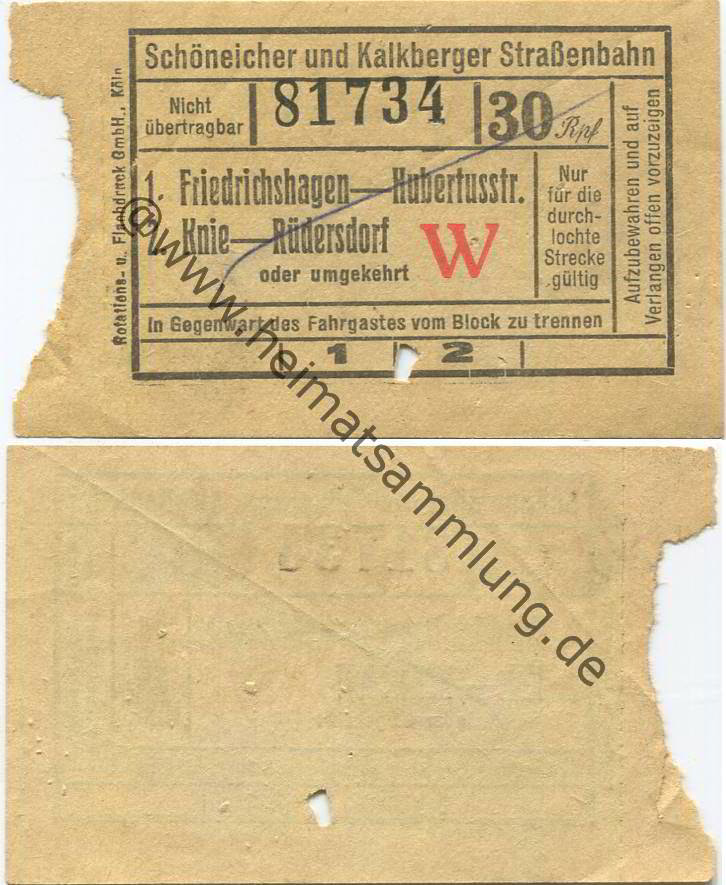 Schöneicher und Kalkberger Straßenbahn
Nicht
übertragbar
81734
30 Rpf
1. Friedrichshagen—Hubertusstr.
2. Knie—Rüdersdorf
oder umgekehrt
W
Nur
für die
durch-
lochte
Strecke
gültig
Aufzubewahren und auf
Verlangen offen vorzuzeigen
In Gegenwart des Fahrgastes vom Block zu trennen
1 2
Rotations- u. Flachdruck GmbH., Köln
@www.heimatsammlung.de